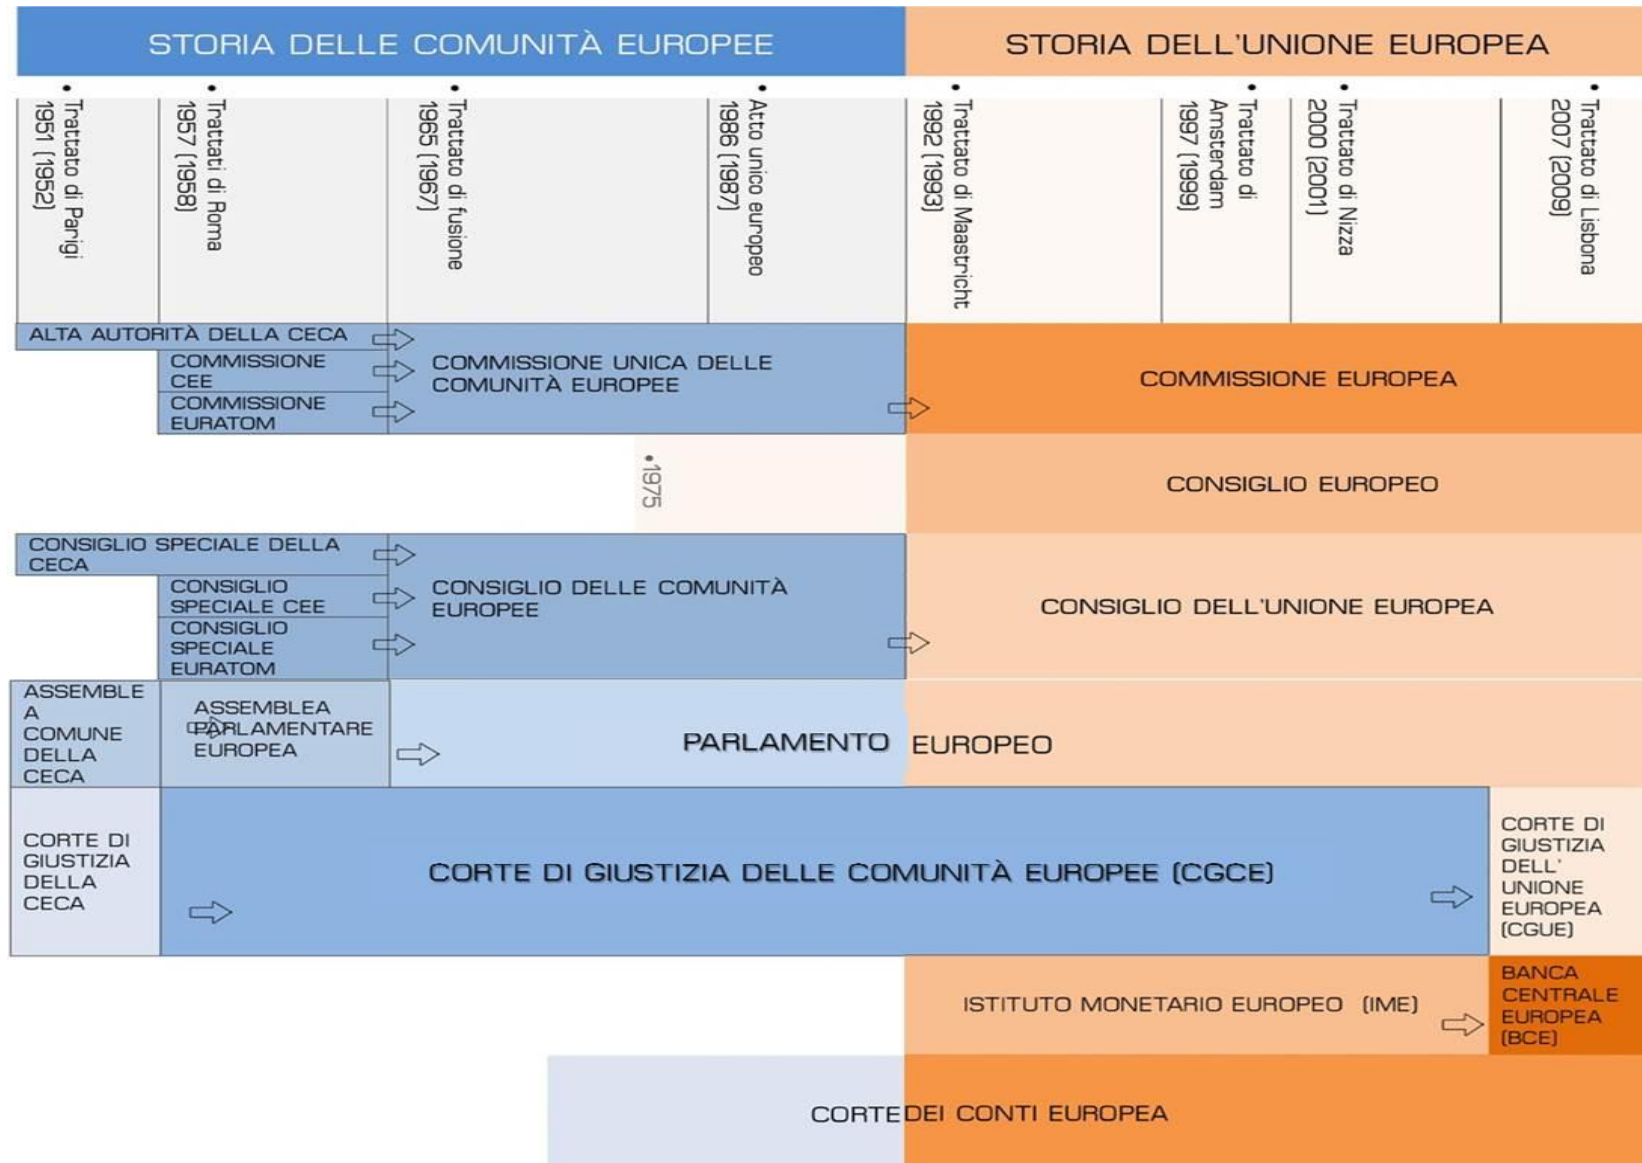 STORIA DELLE COMUNITÀ EUROPEE
STORIA DELL'UNIONE EUROPEA
• Trattato di Parigi
1951 (1952)
• Trattati di Roma
1957 (1958)
• Trattato di fusione
1965 (1967)
• Atto unico europeo
1986 (1987)
• Trattato di Maastricht
1992 (1993)
• Trattato di
Amsterdam
1997 (1999)
• Trattato di Nizza
2000 (2001)
• Trattato di Lisbona
2007 (2009)
ALTA AUTORITÀ DELLA CECA
COMMISSIONE
CEE
COMMISSIONE
EURATOM
COMMISSIONE UNICA DELLE
COMUNITÀ EUROPEE
COMMISSIONE EUROPEA
• 1975
CONSIGLIO EUROPEO
CONSIGLIO SPECIALE DELLA
CECA
CONSIGLIO
SPECIALE CEE
CONSIGLIO
SPECIALE
EURATOM
CONSIGLIO DELLE COMUNITÀ
EUROPEE
CONSIGLIO DELL'UNIONE EUROPEA
ASSEMBLE
A
COMUNE
DELLA
CECA
ASSEMBLEA
PARLAMENTARE
EUROPEA
PARLAMENTO EUROPEO
CORTE DI
GIUSTIZIA
DELLA
CECA
CORTE DI GIUSTIZIA DELLE COMUNITÀ EUROPEE (CGCE)
CORTE DI
GIUSTIZIA
DELL'
UNIONE
EUROPEA
(CGUE)
ISTITUTO MONETARIO EUROPEO (IME)
BANCA
CENTRALE
EUROPEA
(BCE)
CORTE DEI CONTI EUROPEA